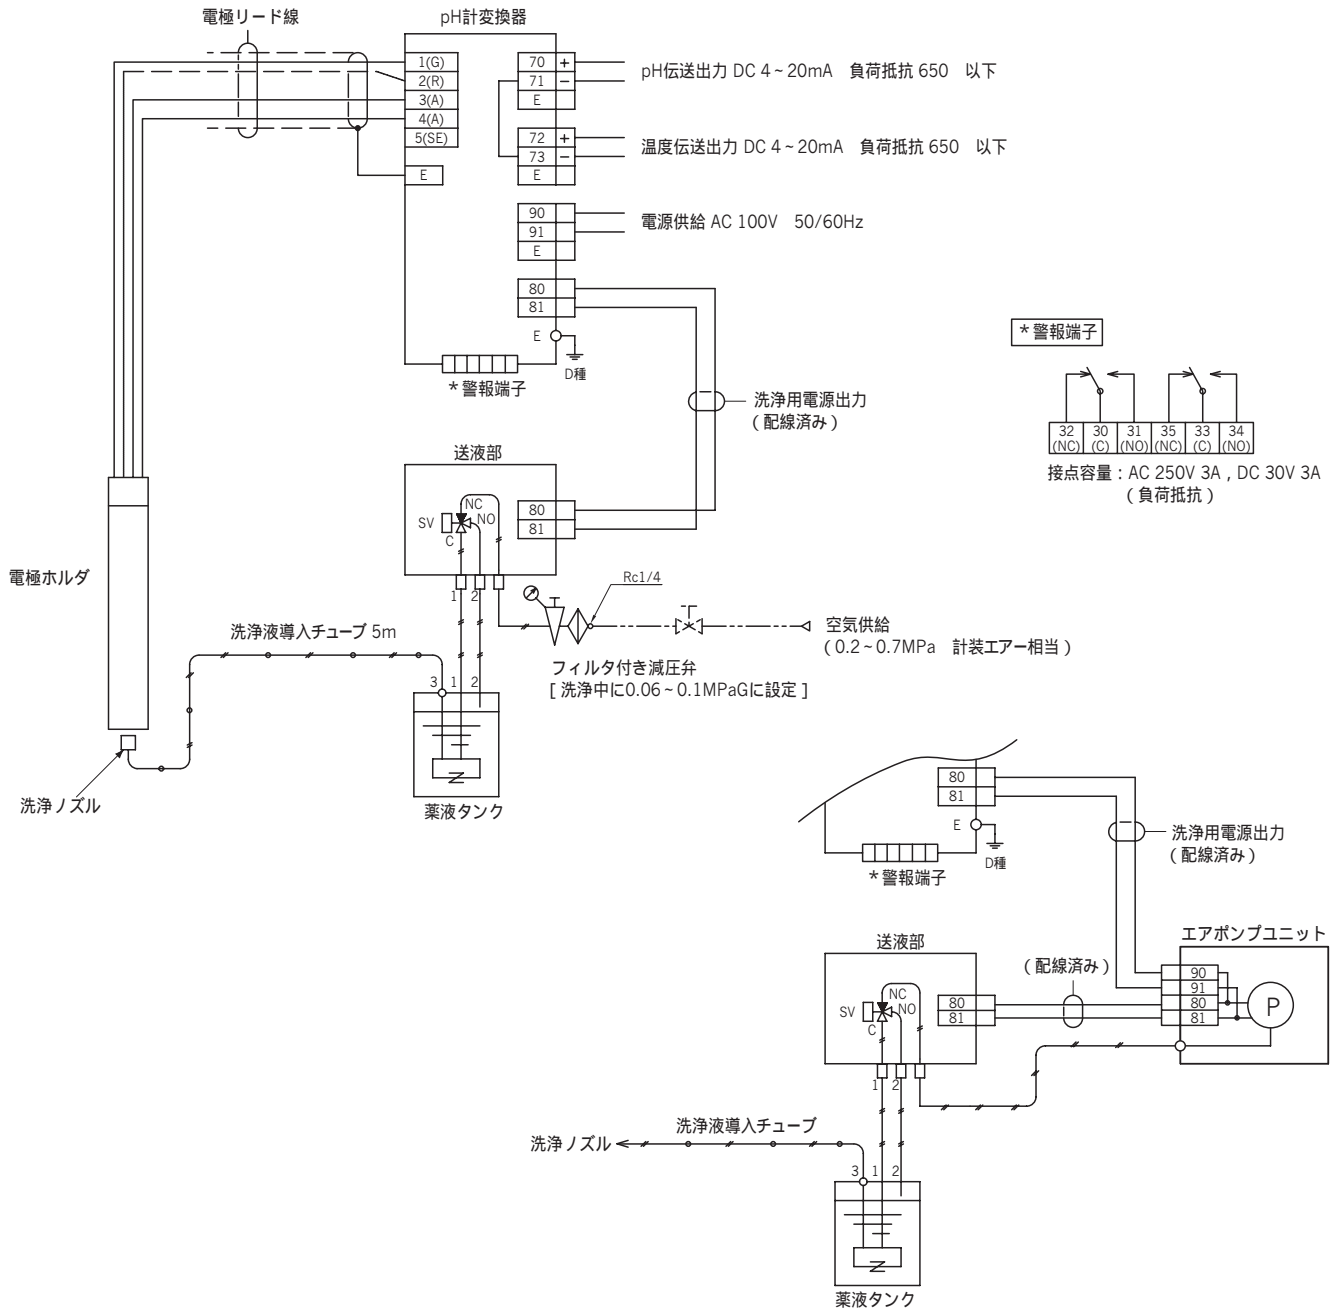 電極リード線
pH計変換器
1(G)
2(R)
3(A)
4(A)
5(SE)
E
70 +
71 −
E
pH伝送出力 DC 4~20mA　負荷抵抗 650　以下
72 +
73 −
E
温度伝送出力 DC 4~20mA　負荷抵抗 650　以下
90
91
E
電源供給 AC 100V　50/60Hz
80
81
E
D種
*警報端子
洗浄用電源出力
(配線済み)
*警報端子
32 30 31 35 33 34
(NC) (C) (NO) (NC) (C) (NO)
接点容量：AC 250V 3A , DC 30V 3A
(負荷抵抗)
送液部
NC
SV
NO
C
80
81
1 2
電極ホルダ
Rc1/4
洗浄液導入チューブ 5m
空気供給
(0.2~0.7MPa　計装エアー相当)
フィルタ付き減圧弁
[洗浄中に0.06~0.1MPaGに設定]
3 1 2
洗浄ノズル
薬液タンク
80
81
E
D種
*警報端子
洗浄用電源出力
(配線済み)
送液部
(配線済み)
エアポンプユニット
NC
SV
NO
C
80
81
90
91
80
81
P
1 2
洗浄液導入チューブ
洗浄ノズル
3 1 2
薬液タンク